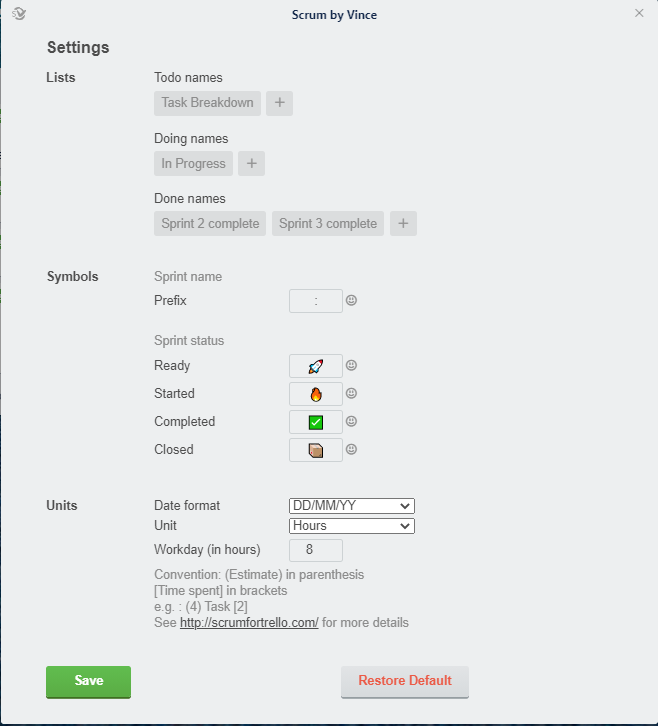 Scrum by Vince
Settings
Lists
Todo names
Task Breakdown +
Doing names
In Progress +
Done names
Sprint 2 complete Sprint 3 complete +
Symbols
Sprint name
Prefix :
Sprint status
Ready 🚀
Started 🔥
Completed ✅
Closed 📦
Units
Date format DD/MM/YY
Unit Hours
Workday (in hours) 8
Convention: (Estimate) in parenthesis
[Time spent] in brackets
e.g. : (4) Task [2]
See http://scrumfortrello.com/ for more details
Save Restore Default